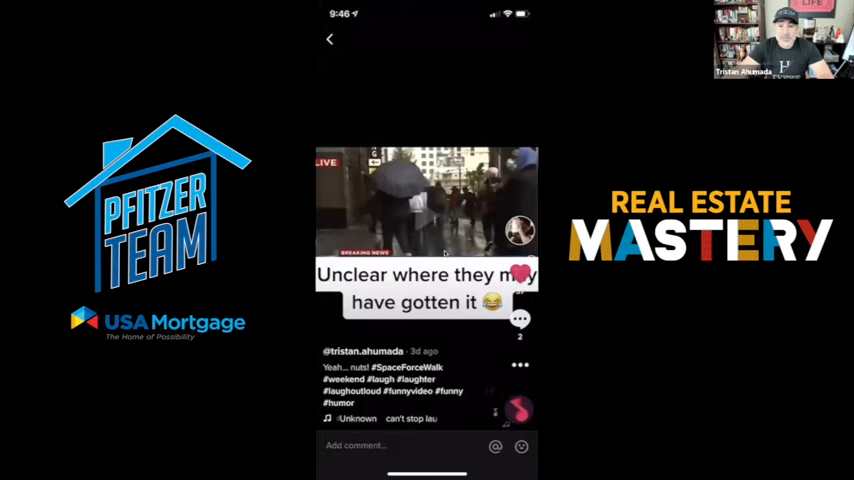 9:46
LIFE
Tristan Ahumada
H
LIVE
BREAKING NEWS
PFITZER
TEAM
USA Mortgage
The Home of Possibility
REAL ESTATE
MASTERY
Unclear where they may
have gotten it 😂
2
@tristan.ahumada · 3d ago
Yeah... nuts! #SpaceForceWalk
#weekend #laugh #laughter
#laughoutloud #funnyvideo #funny
#humor
Unknown can't stop lau
Add comment...